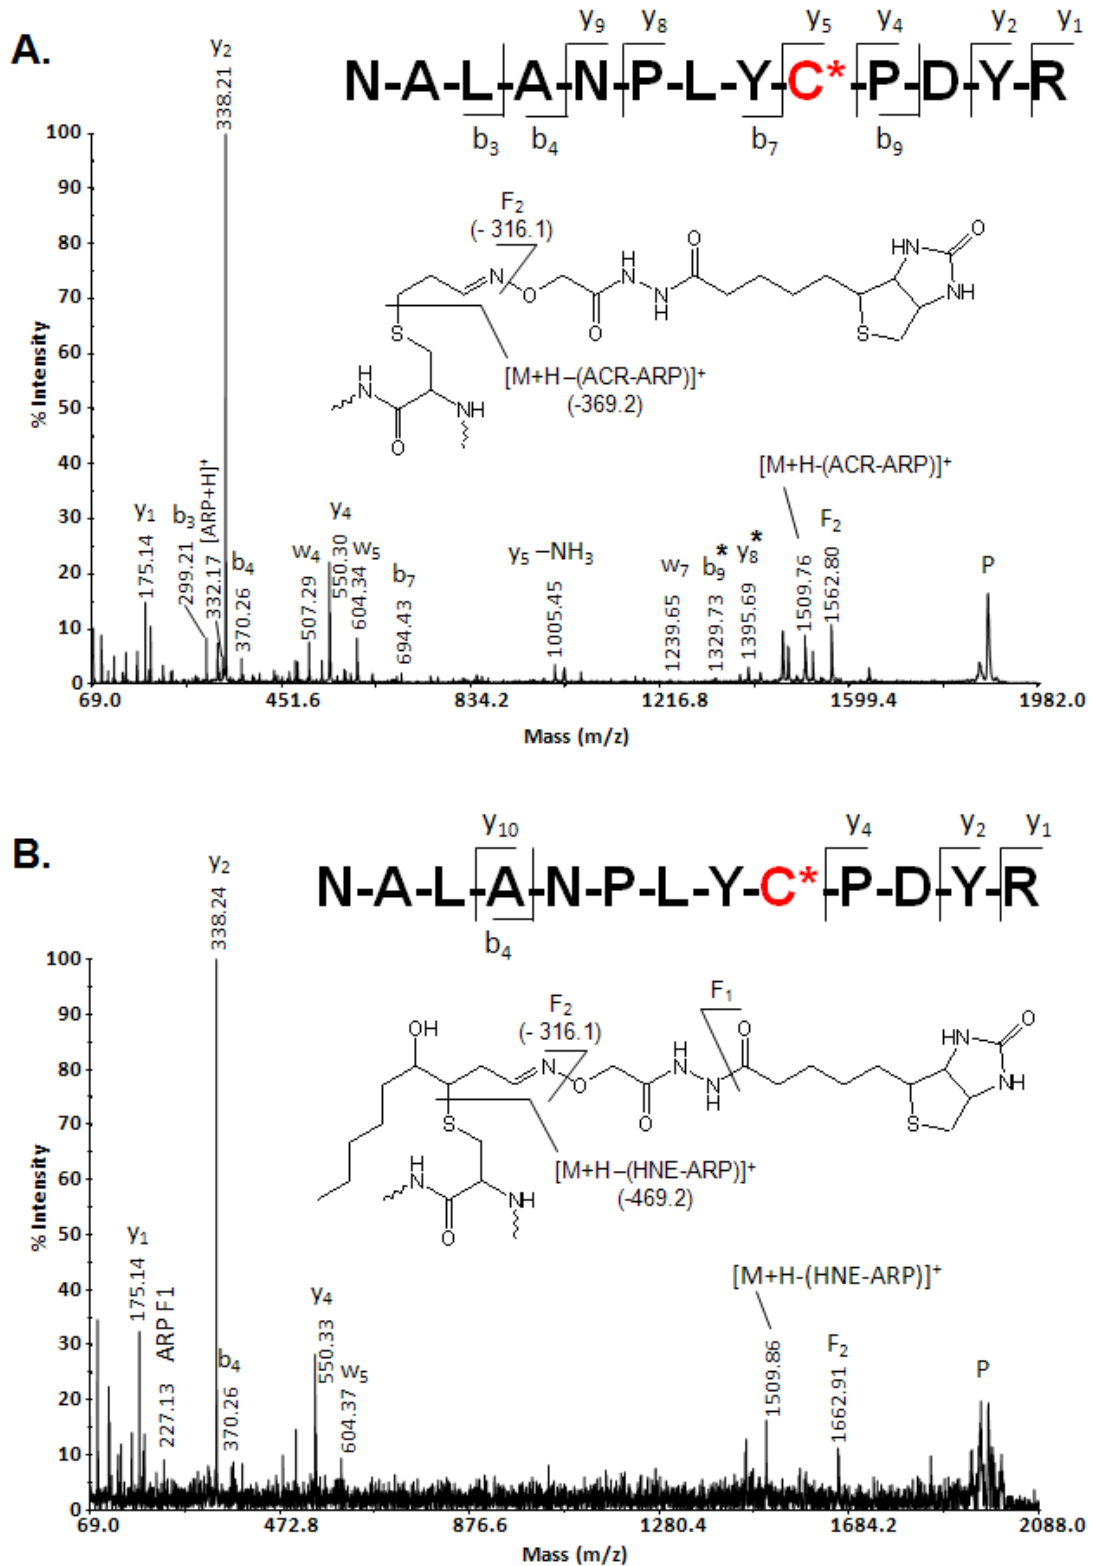 A.
y9 y8 y5 y4 y2 y1
N-A-L-A-N-P-L-Y-C*-P-D-Y-R
b3 b4 b7 b9
F2
(- 316.1)
N
O
O
H
N
N
H
O
HN
O
NH
S
S
H
N
O
NH
[M+H–(ACR-ARP)]+
(-369.2)
% Intensity
100
90
80
70
60
50
40
30
20
10
0
y1
175.14
b3
299.21
[ARP+H]+
332.17
y2
338.21
b4
370.26
w4
507.29
y4
550.30
w5
604.34
b7
694.43
y5 –NH3
1005.45
w7
1239.65
b9*
1329.73
y8*
1395.69
[M+H-(ACR-ARP)]+
1509.76
F2
1562.80
P
69.0 451.6 834.2 1216.8 1599.4 1982.0
Mass (m/z)
B.
y10 y4 y2 y1
N-A-L-A-N-P-L-Y-C*-P-D-Y-R
b4
OH
F2
(- 316.1)
F1
N
O
O
H
N
N
H
O
HN
O
NH
S
S
H
N
O
NH
[M+H–(HNE-ARP)]+
(-469.2)
% Intensity
100
90
80
70
60
50
40
30
20
10
0
y1
175.14
ARP F1
227.13
y2
338.24
b4
370.26
y4
550.33
w5
604.37
[M+H-(HNE-ARP)]+
1509.86
F2
1662.91
P
69.0 472.8 876.6 1280.4 1684.2 2088.0
Mass (m/z)